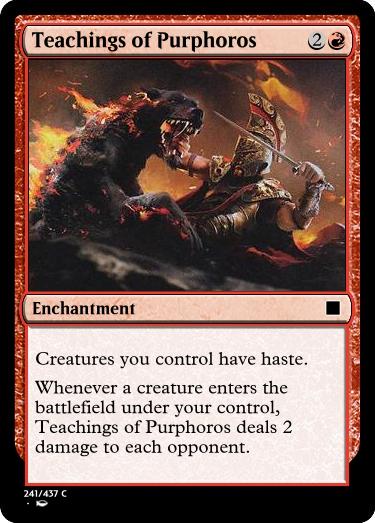 Teachings of Purphoros 2
Enchantment
Creatures you control have haste.
Whenever a creature enters the
battlefield under your control,
Teachings of Purphoros deals 2
damage to each opponent.
241/437 C